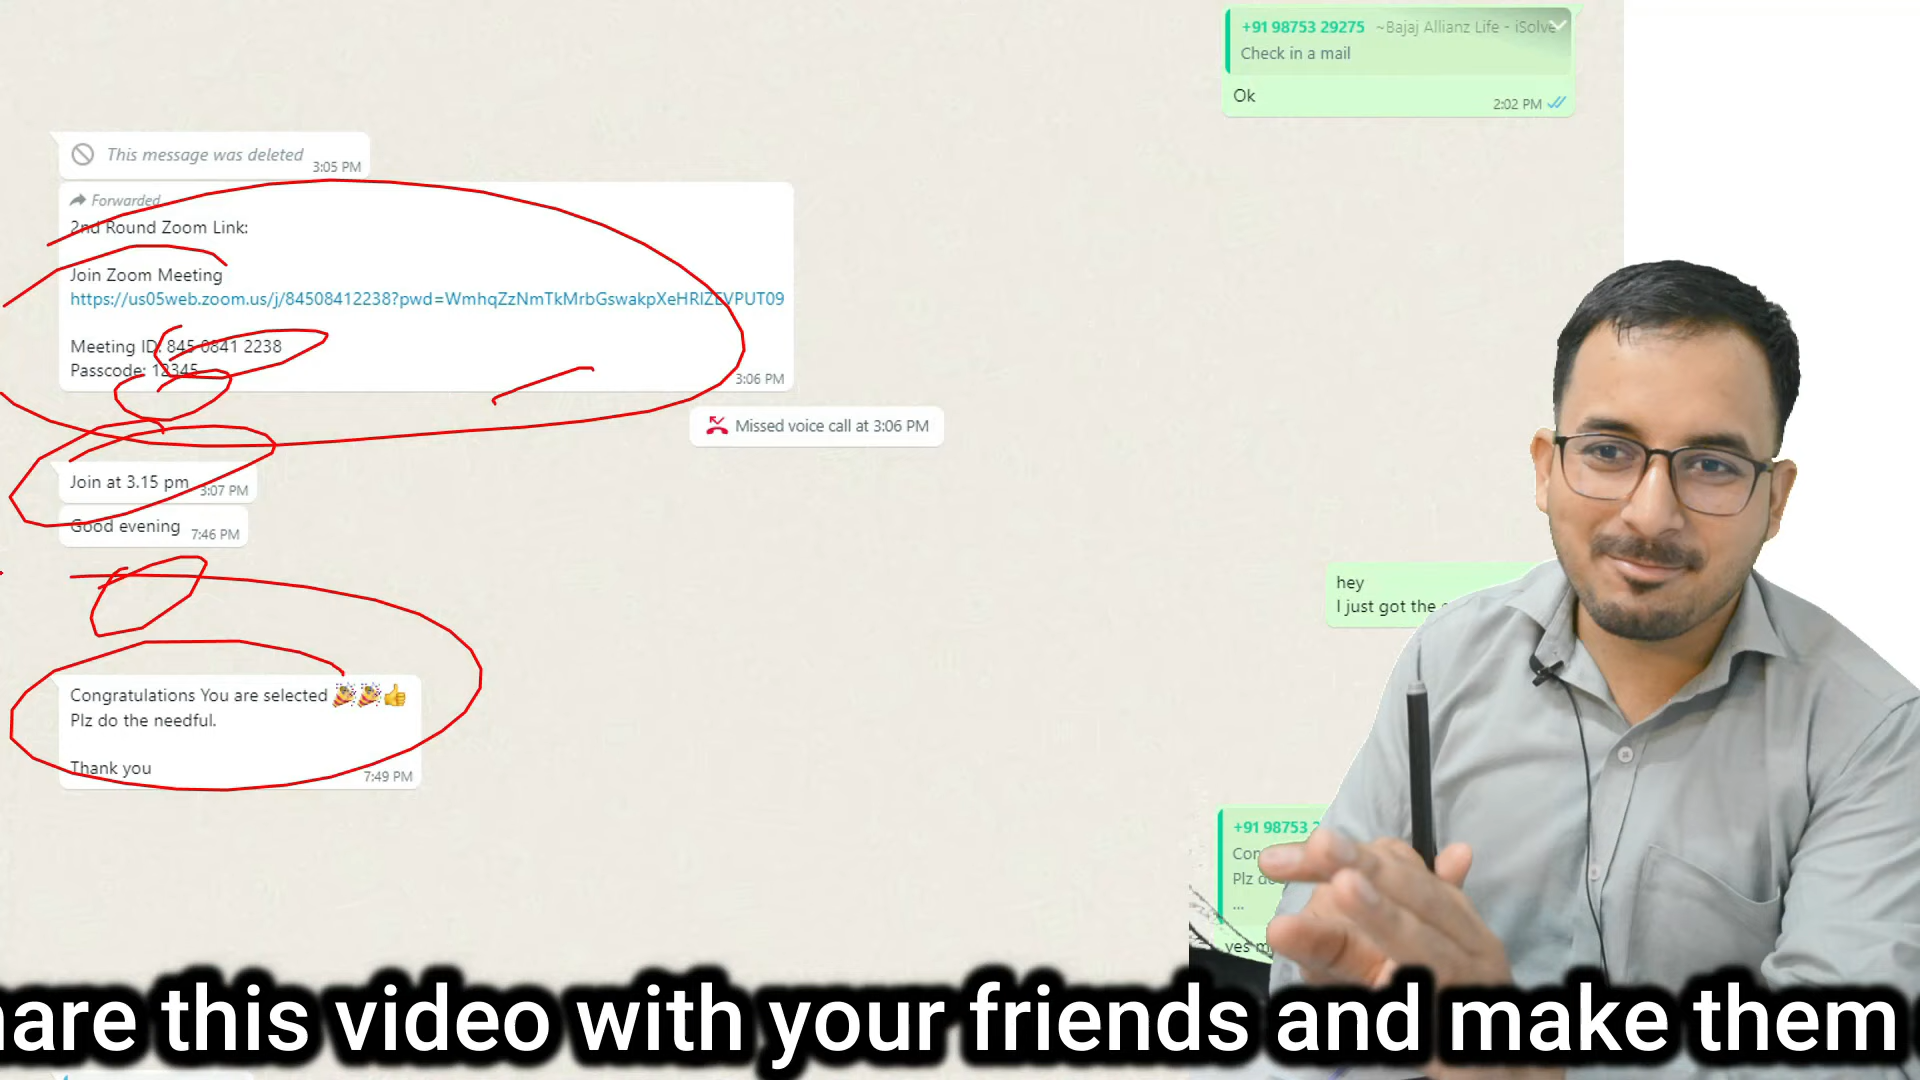 +91 98753 29275 ~Bajaj Allianz Life - iSolve
Check in a mail
Ok
2:02 PM
This message was deleted
3:05 PM
Forwarded
2nd Round Zoom Link:
Join Zoom Meeting
https://us05web.zoom.us/j/84508412238?pwd=WmhqZzNmTkMrbGswakpXeHRIZEVPUT09
Meeting ID: 845 0841 2238
Passcode: 12345
3:06 PM
Missed voice call at 3:06 PM
Join at 3.15 pm
3:07 PM
Good evening
7:46 PM
hey
I just got the
Congratulations You are selected 🎉🎉👍
Plz do the needful.
Thank you
7:49 PM
+91 98753
Plz
...
yes
this video with your friends and make them